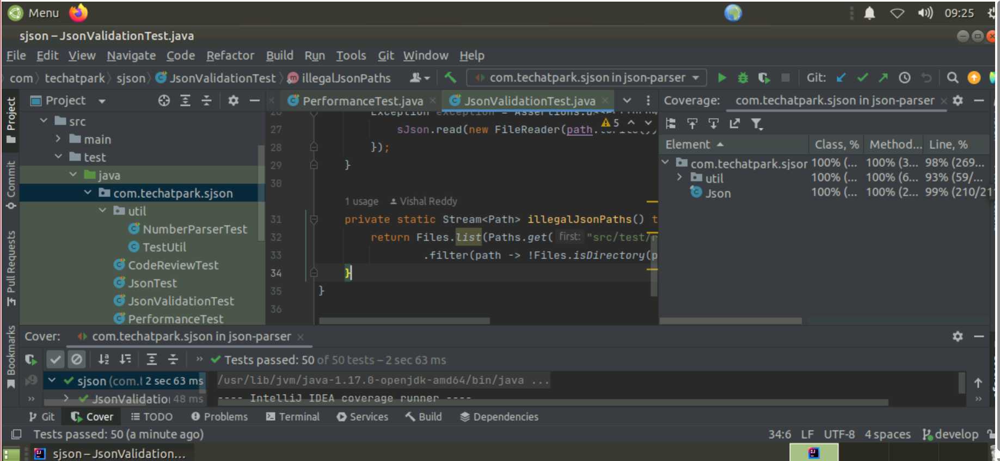 Menu
09:25
sjson – JsonValidationTest.java
File Edit View Navigate Code Refactor Build Run Tools Git Window Help
com techatpark sjson JsonValidationTest illegalJsonPaths com.techatpark.sjson in json-parser Git:
Project PerformanceTest.java JsonValidationTest.java Coverage: com.techatpark.sjson in json-parser
Project
Commit
Pull Requests
Bookmarks
src
main
test
java
com.techatpark.sjson
util
NumberParserTest
TestUtil
CodeReviewTest
JsonTest
JsonValidationTest
PerformanceTest
Exception exception = Assertions.
5
27 sJson.read(new FileReader(path.toFile())
28 });
29 }
30
1 usage Vishal Reddy
31 private static Stream<Path> illegalJsonPaths() t
32 return Files.list(Paths.get( first: "src/test/r
33 .filter(path -> !Files.isDirectory(p
34 }
35 }
36
Element Class, % Method... Line, %
com.techatpark.sjsor 100% (... 100% (3... 98% (269...
util 100% (... 100% (6... 93% (59/...
Json 100% (... 100% (2... 99% (210/21
Cover: com.techatpark.sjson in json-parser
Tests passed: 50 of 50 tests – 2 sec 63 ms
sjson (com.t 2 sec 63 ms /usr/lib/jvm/java-1.17.0-openjdk-amd64/bin/java ...
JsonValidatio 48 ms ---- IntelliJ IDEA coverage runner ----
Git Cover TODO Problems Terminal Services Build Dependencies
Tests passed: 50 (a minute ago) 34:6 LF UTF-8 4 spaces develop
sjson – JsonValidation...